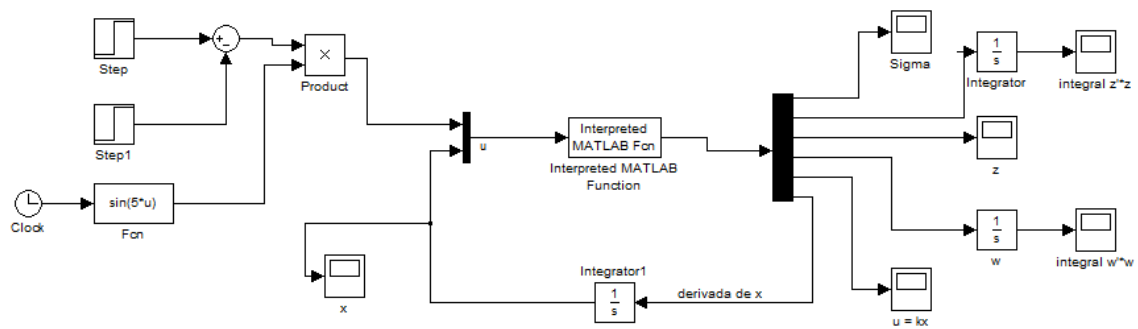 Step
Step1
Clock
sin(5*u)
Fcn
+
−
×
Product
u
x
Interpreted
MATLAB Fcn
Interpreted MATLAB
Function
Integrator1
1
s
derivada de x
Sigma
1
s
Integrator
integral z'*z
z
1
s
w
integral w'*w
u = kx